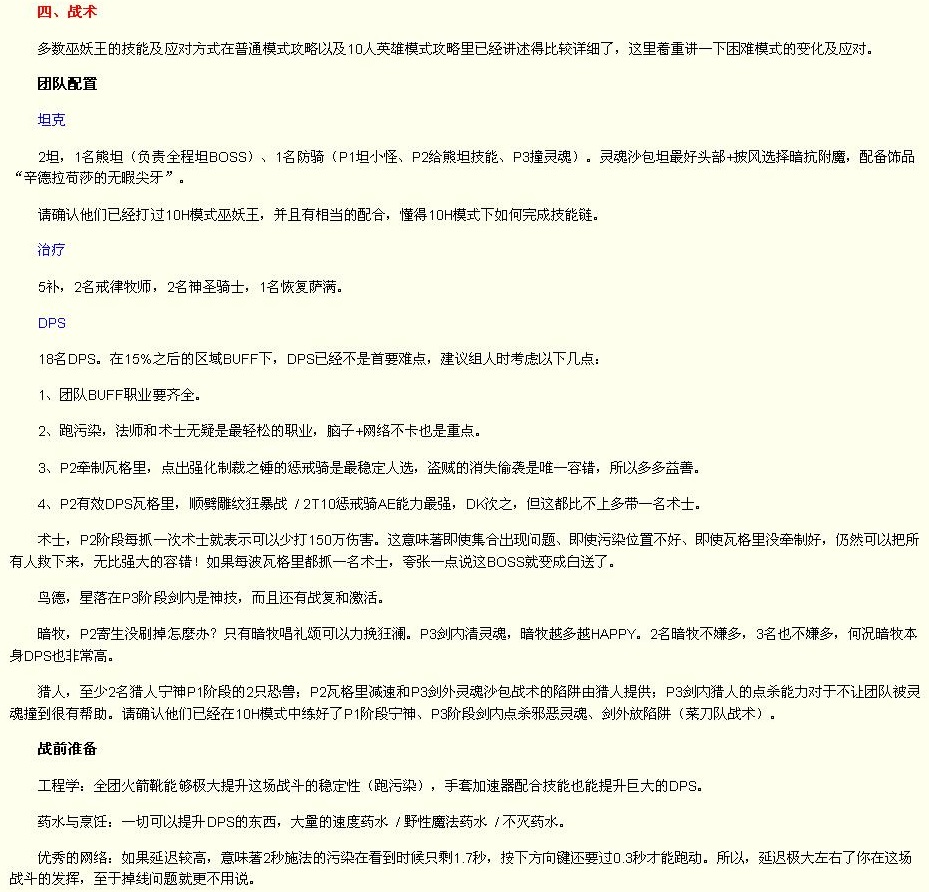 四、战术
多数巫妖王的技能及应对方式在普通模式攻略以及10人英雄模式攻略里已经讲述得比较详细了，这里着重讲一下困难模式的变化及应对。
团队配置
坦克
2坦，1名熊坦（负责全程坦BOSS）、1名防骑（P1坦小怪、P2给熊坦技能、P3撞灵魂）。灵魂沙包坦最好头部+披风选择暗抗附魔，配备饰品
“辛德拉苟莎的无暇尖牙”。
请确认他们已经打过10H模式巫妖王，并且有相当的配合，懂得10H模式下如何完成技能链。
治疗
5补，2名戒律牧师，2名神圣骑士，1名恢复萨满。
DPS
18名DPS。在15%之后的区域BUFF下，DPS已经不是首要难点，建议组人时考虑以下几点：
1、团队BUFF职业要齐全。
2、跑污染，法师和术士无疑是最轻松的职业，脑子+网络不卡也是重点。
3、P2牵制瓦格里，点出强化制裁之锤的惩戒骑是最稳定人选，盗贼的消失偷袭是唯一容错，所以多多益善。
4、P2有效DPS瓦格里，顺劈雕纹狂暴战 / 2T10惩戒骑AE能力最强，DK次之，但这都比不上多带一名术士。
术士，P2阶段每抓一次术士就表示可以少打150万伤害。这意味著即使集合出现问题、即使污染位置不好、即使瓦格里没牵制好，仍然可以把所
有人救下来，无比强大的容错！如果每波瓦格里都抓一名术士，夸张一点说这BOSS就变成白送了。
鸟德，星落在P3阶段剑内是神技，而且还有战复和激活。
暗牧，P2寄生没刷掉怎麼办？只有暗牧唱礼颂可以力挽狂澜。P3剑内清灵魂，暗牧越多越HAPPY。2名暗牧不嫌多，3名也不嫌多，何况暗牧本
身DPS也非常高。
猎人，至少2名猎人宁神P1阶段的2只恐兽；P2瓦格里减速和P3剑外灵魂沙包战术的陷阱由猎人提供；P3剑内猎人的点杀能力对于不让团队被灵
魂撞到很有帮助。请确认他们已经在10H模式中练好了P1阶段宁神、P3阶段剑内点杀邪恶灵魂、剑外放陷阱（菜刀队战术）。
战前准备
工程学：全团火箭靴能够极大提升这场战斗的稳定性（跑污染），手套加速器配合技能也能提升巨大的DPS。
药水与烹饪：一切可以提升DPS的东西，大量的速度药水 / 野性魔法药水 / 不灭药水。
优秀的网络：如果延迟较高，意味著2秒施法的污染在看到时候只剩1.7秒，按下方向键还要过0.3秒才能跑动。所以，延迟极大左右了你在这场
战斗的发挥，至于掉线问题就更不用说。